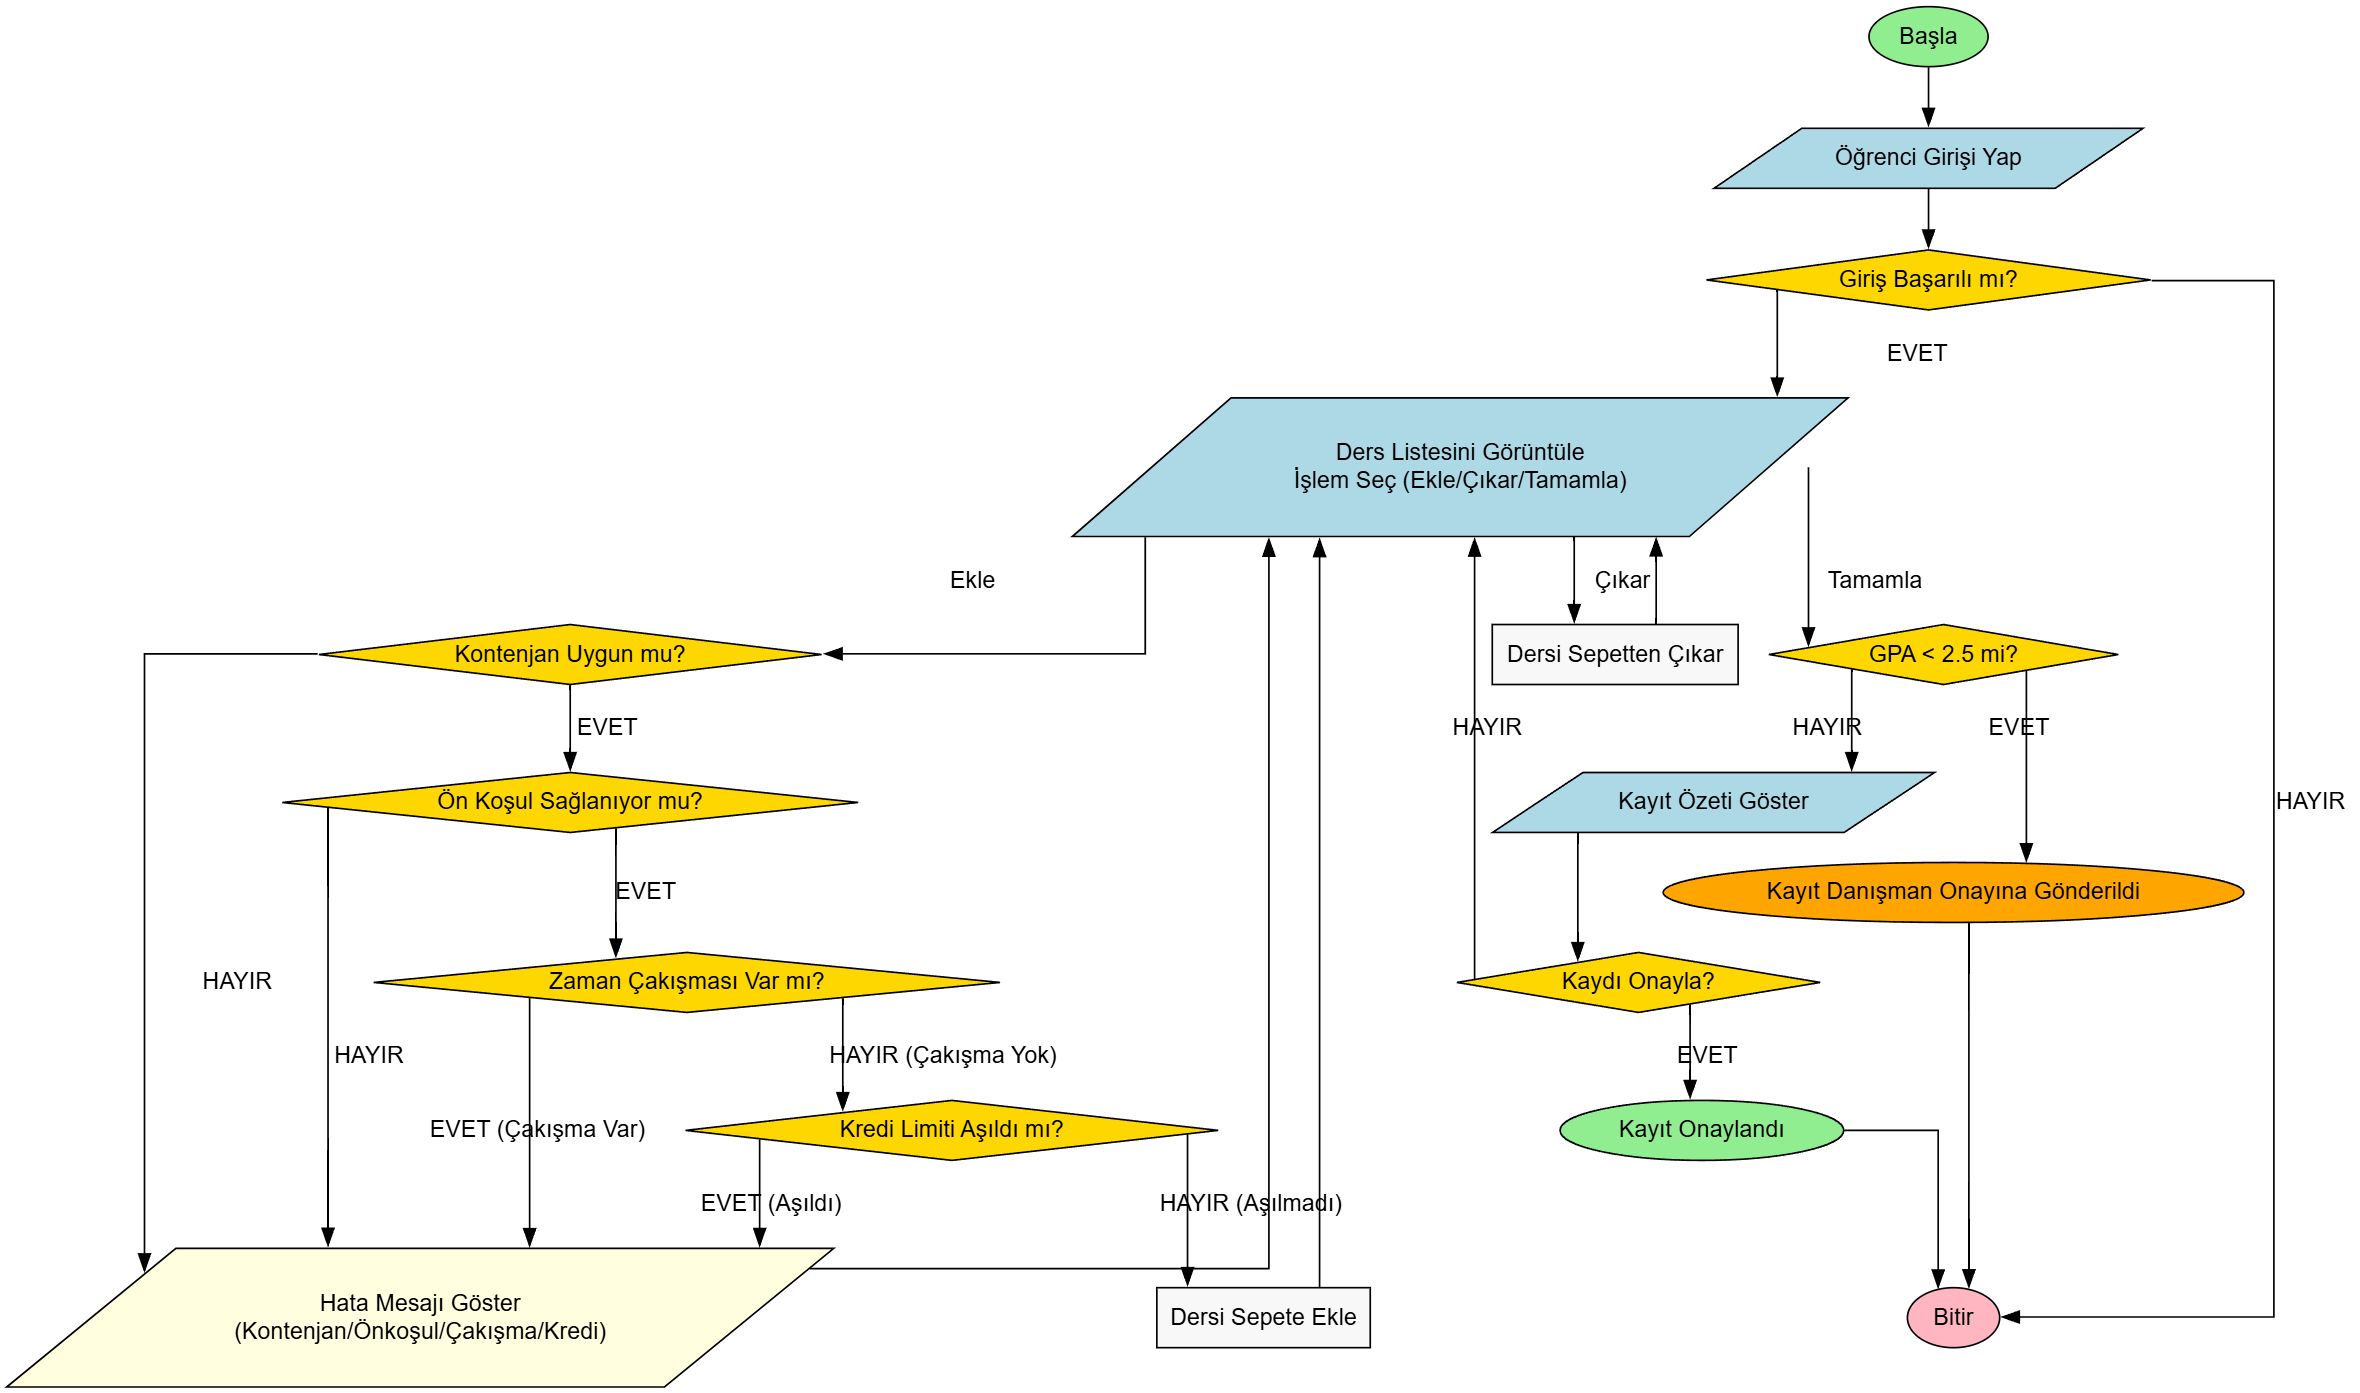 Başla
Öğrenci Girişi Yap
Giriş Başarılı mı?
EVET
Ders Listesini Görüntüle
İşlem Seç (Ekle/Çıkar/Tamamla)
Ekle
Çıkar
Tamamla
Kontenjan Uygun mu?
Dersi Sepetten Çıkar
GPA < 2.5 mi?
EVET
HAYIR
HAYIR
EVET
Ön Koşul Sağlanıyor mu?
Kayıt Özeti Göster
HAYIR
EVET
Kayıt Danışman Onayına Gönderildi
HAYIR
Zaman Çakışması Var mı?
Kaydı Onayla?
HAYIR
HAYIR (Çakışma Yok)
EVET
EVET (Çakışma Var)
Kredi Limiti Aşıldı mı?
Kayıt Onaylandı
EVET (Aşıldı)
HAYIR (Aşılmadı)
Hata Mesajı Göster
(Kontenjan/Önkoşul/Çakışma/Kredi)
Dersi Sepete Ekle
Bitir